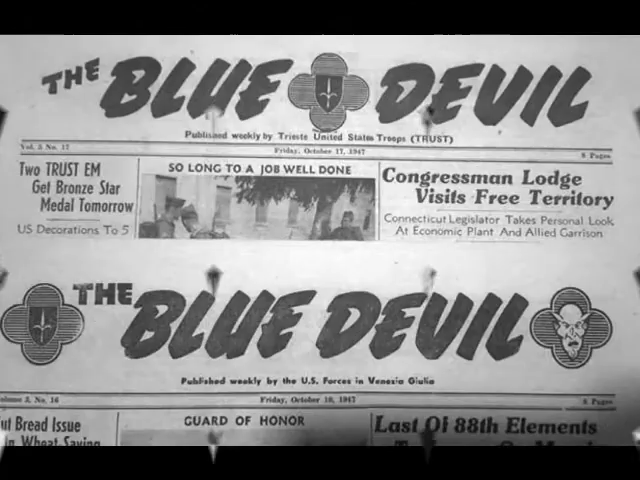 THE BLUE DEVIL
Published weekly by Trieste United States Troops (TRUST)
Vol. 3 No. 17 Friday, October 17, 1947 8 Pages
Two TRUST EM
Get Bronze Star
Medal Tomorrow
US Decorations To 5
SO LONG TO A JOB WELL DONE
Congressman Lodge
Visits Free Territory
Connecticut Legislator Takes Personal Look
At Economic Plant And Allied Garrison
THE BLUE DEVIL
Published weekly by the U.S. Forces in Venezia Giulia
Volume 3, No. 16 Friday, October 10, 1947 8 Pages
ut Bread Issue
In Wheat-Saving
GUARD OF HONOR
Last Of 88th Elements